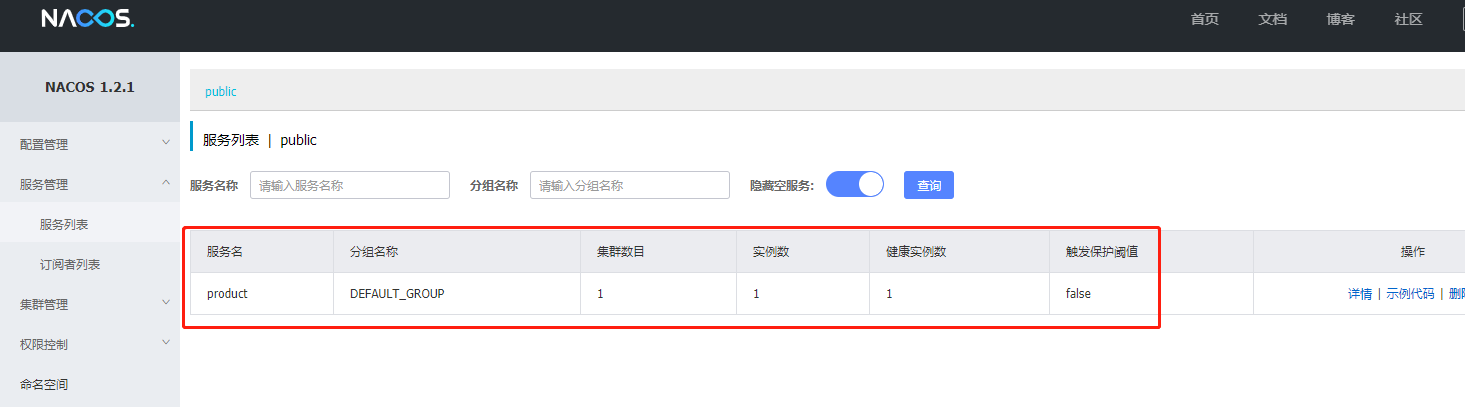 NACOS.
首页 文档 博客 社区
NACOS 1.2.1
public
配置管理
服务管理
服务列表
订阅者列表
集群管理
权限控制
命名空间
服务列表 | public
服务名称 请输入服务名称 分组名称 请输入分组名称 隐藏空服务: 查询
服务名 分组名称 集群数目 实例数 健康实例数 触发保护阈值 操作
product DEFAULT_GROUP 1 1 1 false 详情 | 示例代码 |